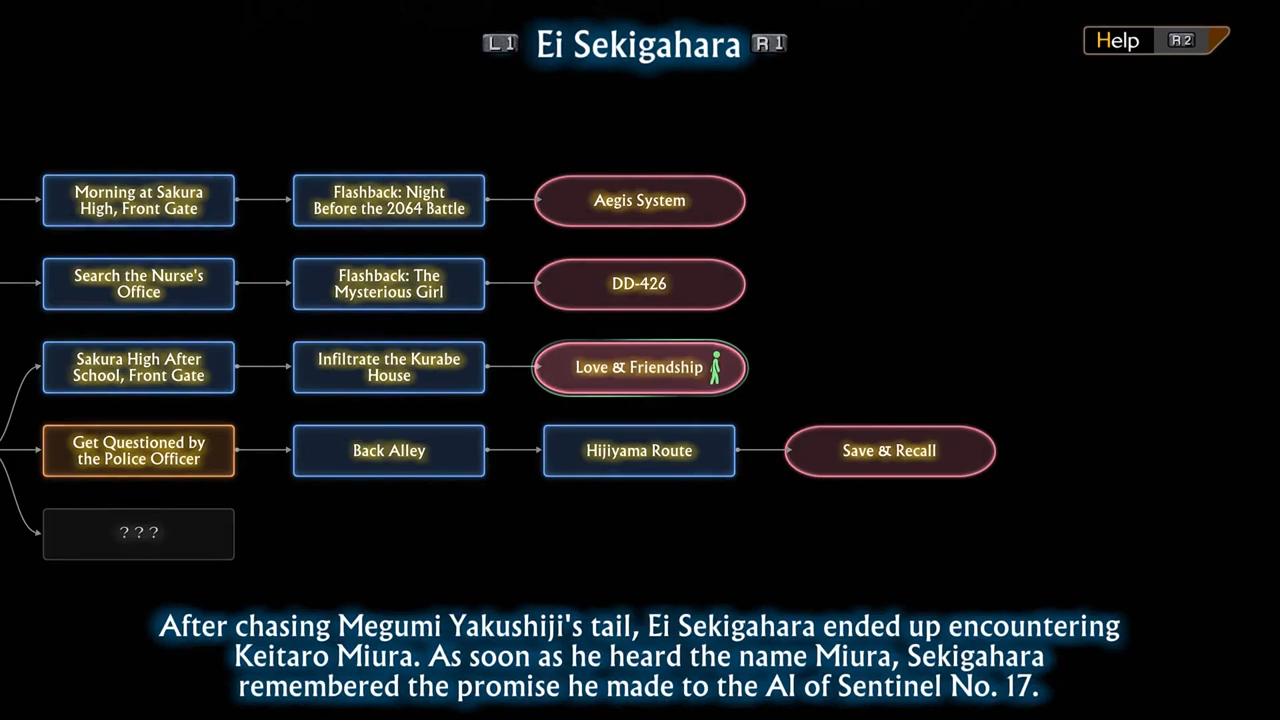 L1 Ei Sekigahara R1
Help R2
Morning at Sakura
High, Front Gate
Flashback: Night
Before the 2064 Battle
Aegis System
Search the Nurse's
Office
Flashback: The
Mysterious Girl
DD-426
Sakura High After
School, Front Gate
Infiltrate the Kurabe
House
Love & Friendship
Get Questioned by
the Police Officer
Back Alley
Hijiyama Route
Save & Recall
? ? ?
After chasing Megumi Yakushiji's tail, Ei Sekigahara ended up encountering
Keitaro Miura. As soon as he heard the name Miura, Sekigahara
remembered the promise he made to the AI of Sentinel No. 17.